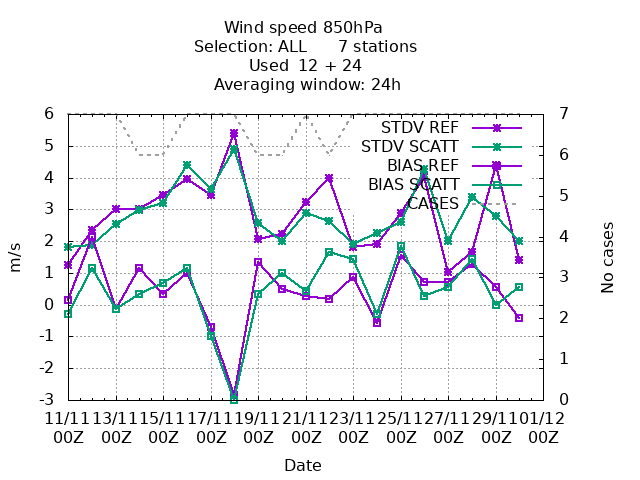 Wind speed 850hPa
Selection: ALL 7 stations
Used 12 + 24
Averaging window: 24h
6 7
STDV REF
5 STDV SCATT 6
BIAS REF
4 BIAS SCATT 5
CASES
3
2 4
m/s No cases
1 3
0
2
-1
-2 1
-3 0
11/11 13/11 15/11 17/11 19/11 21/11 23/11 25/11 27/11 29/11 01/12
00Z 00Z 00Z 00Z 00Z 00Z 00Z 00Z 00Z 00Z 00Z
Date